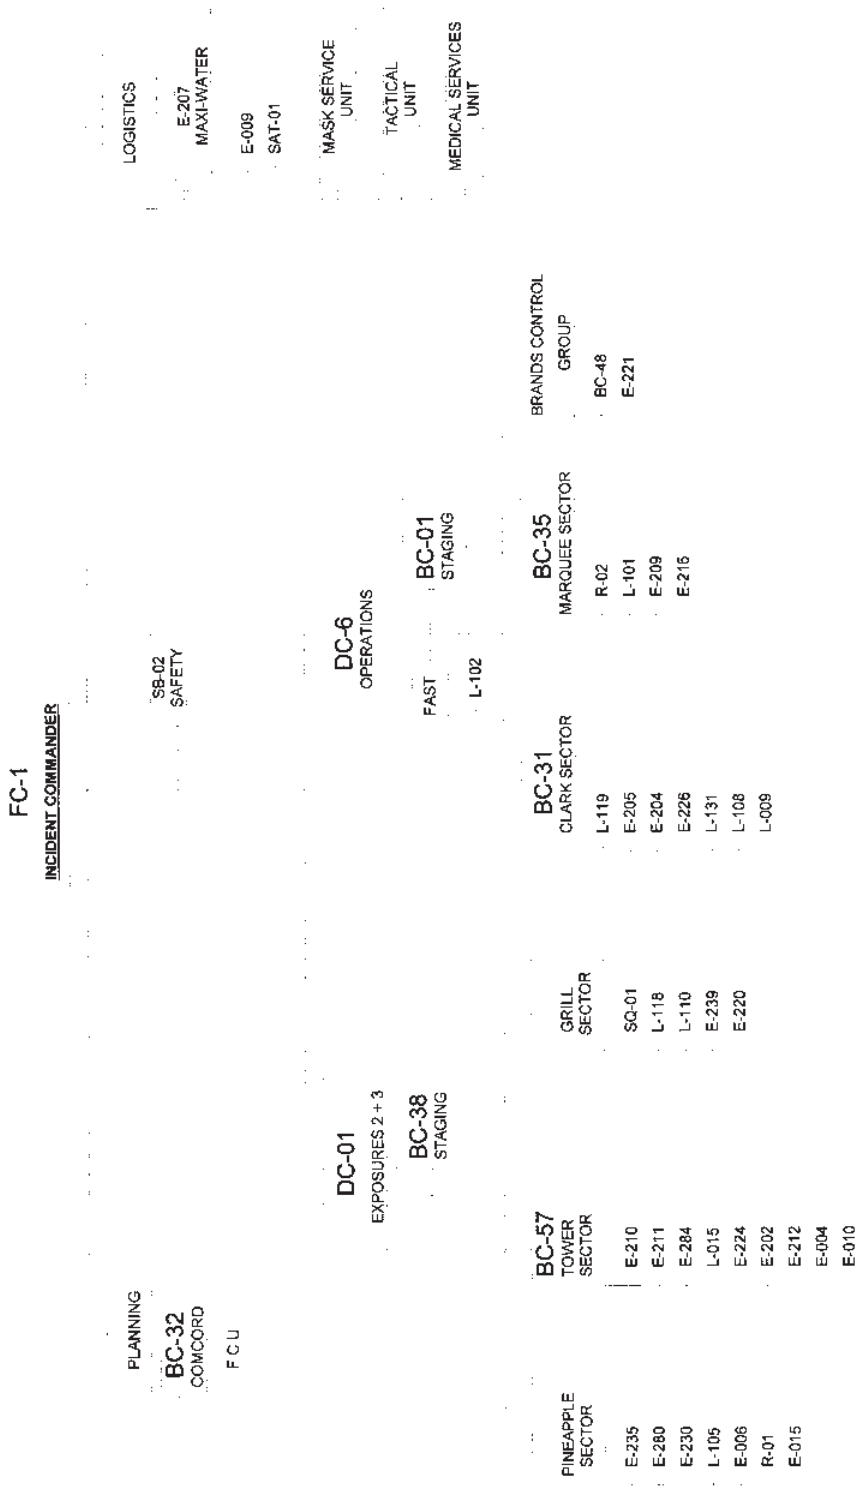 FC-1
INCIDENT COMMANDER
PLANNING
BC-32
COMCORD
F C U
SB-02
SAFETY
LOGISTICS
E-207
MAXI-WATER
E-009
SAT-01
MASK SERVICE
UNIT
TACTICAL
UNIT
MEDICAL SERVICES
UNIT
DC-01
EXPOSURES 2 + 3
BC-38
STAGING
DC-6
OPERATIONS
FAST
L-102
BC-01
STAGING
PINEAPPLE
SECTOR
E-235
E-280
E-230
L-105
E-006
R-01
E-015
BC-57
TOWER
SECTOR
E-210
E-211
E-284
L-015
E-224
E-202
E-212
E-004
E-010
GRILL
SECTOR
SQ-01
L-118
L-110
E-239
E-220
BC-31
CLARK SECTOR
L-119
E-205
E-204
E-226
L-131
L-108
L-009
BC-35
MARQUEE SECTOR
R-02
L-101
E-209
E-216
BRANDS CONTROL
GROUP
BC-48
E-221